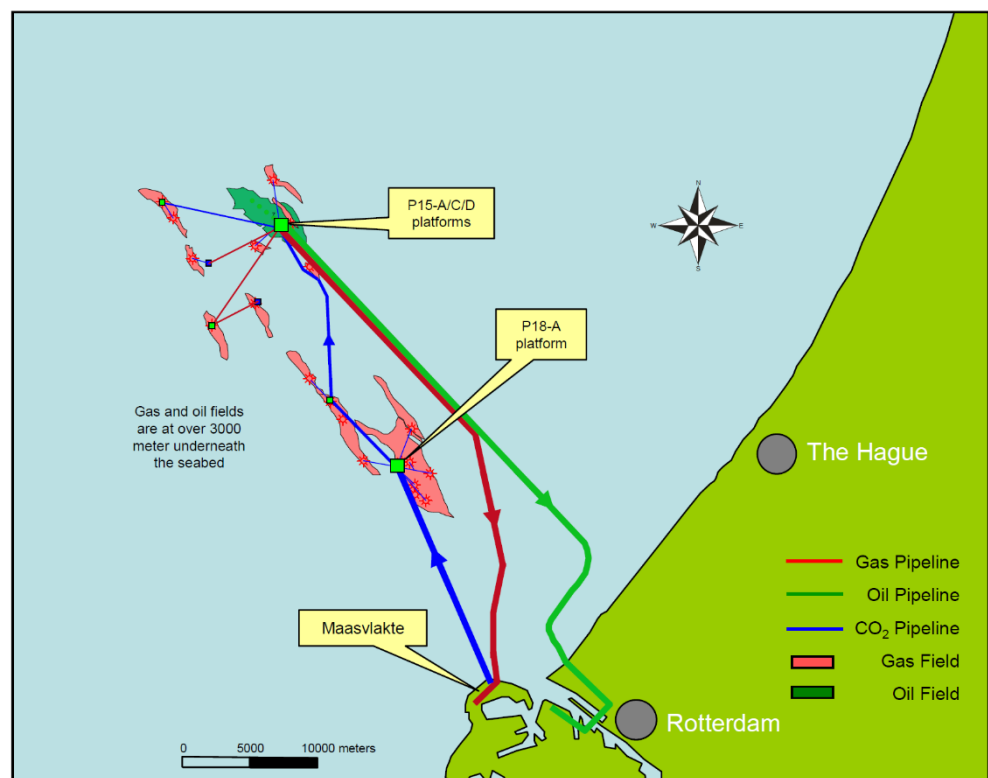 P15-A/C/D
platforms
N
W
E
S
P18-A
platform
Gas and oil fields
are at over 3000
meter underneath
the seabed
The Hague
Gas Pipeline
Oil Pipeline
CO₂ Pipeline
Gas Field
Oil Field
Maasvlakte
Rotterdam
0 5000 10000 meters